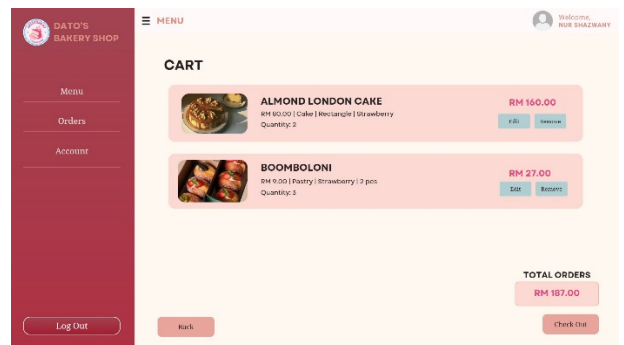 DATO'S
BAKERY SHOP
☰ MENU
Welcome,
NUR SHAZWANY
Menu
Orders
Account
Log Out
CART
ALMOND LONDON CAKE
RM 80.00 | Cake | Rectangle | Strawberry
Quantity: 2
RM 160.00
Edit Remove
BOOMBOLONI
RM 9.00 | Pastry | Strawberry | 2 pcs
Quantity: 3
RM 27.00
Edit Remove
TOTAL ORDERS
RM 187.00
Back
Check Out